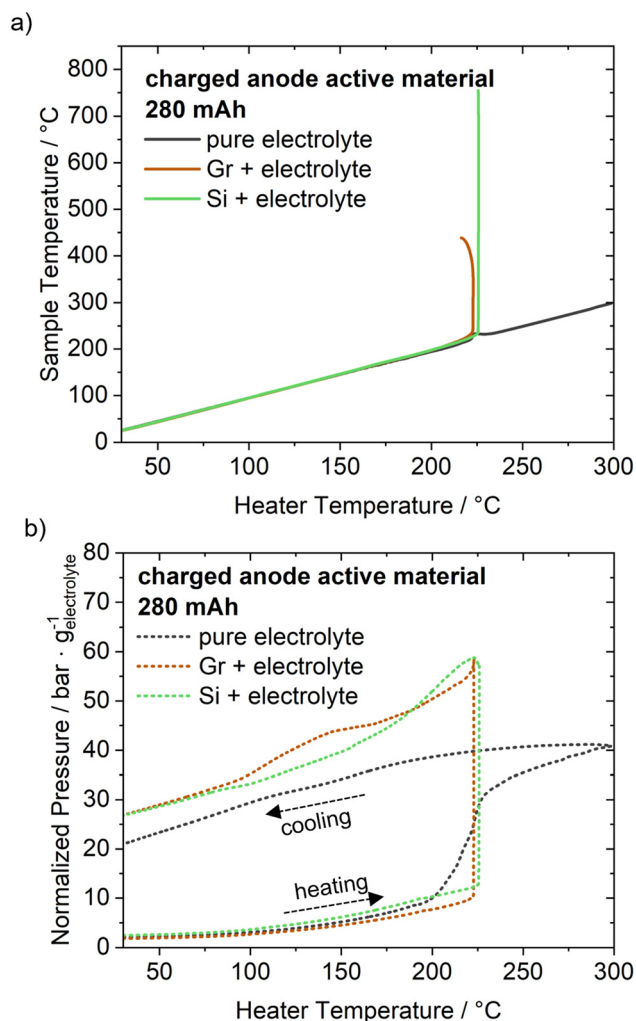 a)
charged anode active material
280 mAh
pure electrolyte
Gr + electrolyte
Si + electrolyte
800
700
600
500
400
300
200
100
0
Sample Temperature / °C
50 100 150 200 250 300
Heater Temperature / °C
b)
charged anode active material
280 mAh
pure electrolyte
Gr + electrolyte
Si + electrolyte
80
70
60
50
40
30
20
10
0
Normalized Pressure / bar · g⁻¹electrolyte
cooling
heating
50 100 150 200 250 300
Heater Temperature / °C